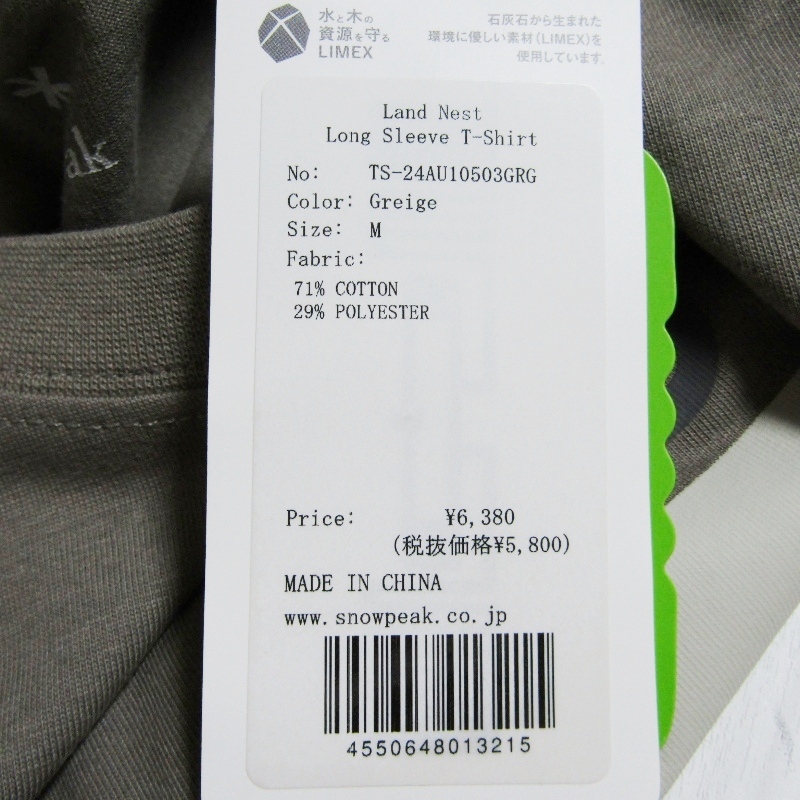 水と木の
資源を守る
LIMEX
石灰石から生まれた
環境に優しい素材(LIMEX)を
使用しています。
Land Nest
Long Sleeve T-Shirt
No: TS-24AU10503GRG
Color: Greige
Size: M
Fabric:
71% COTTON
29% POLYESTER
Price: ¥6,380
(税抜価格¥5,800)
MADE IN CHINA
www.snowpeak.co.jp
4550648013215
eak